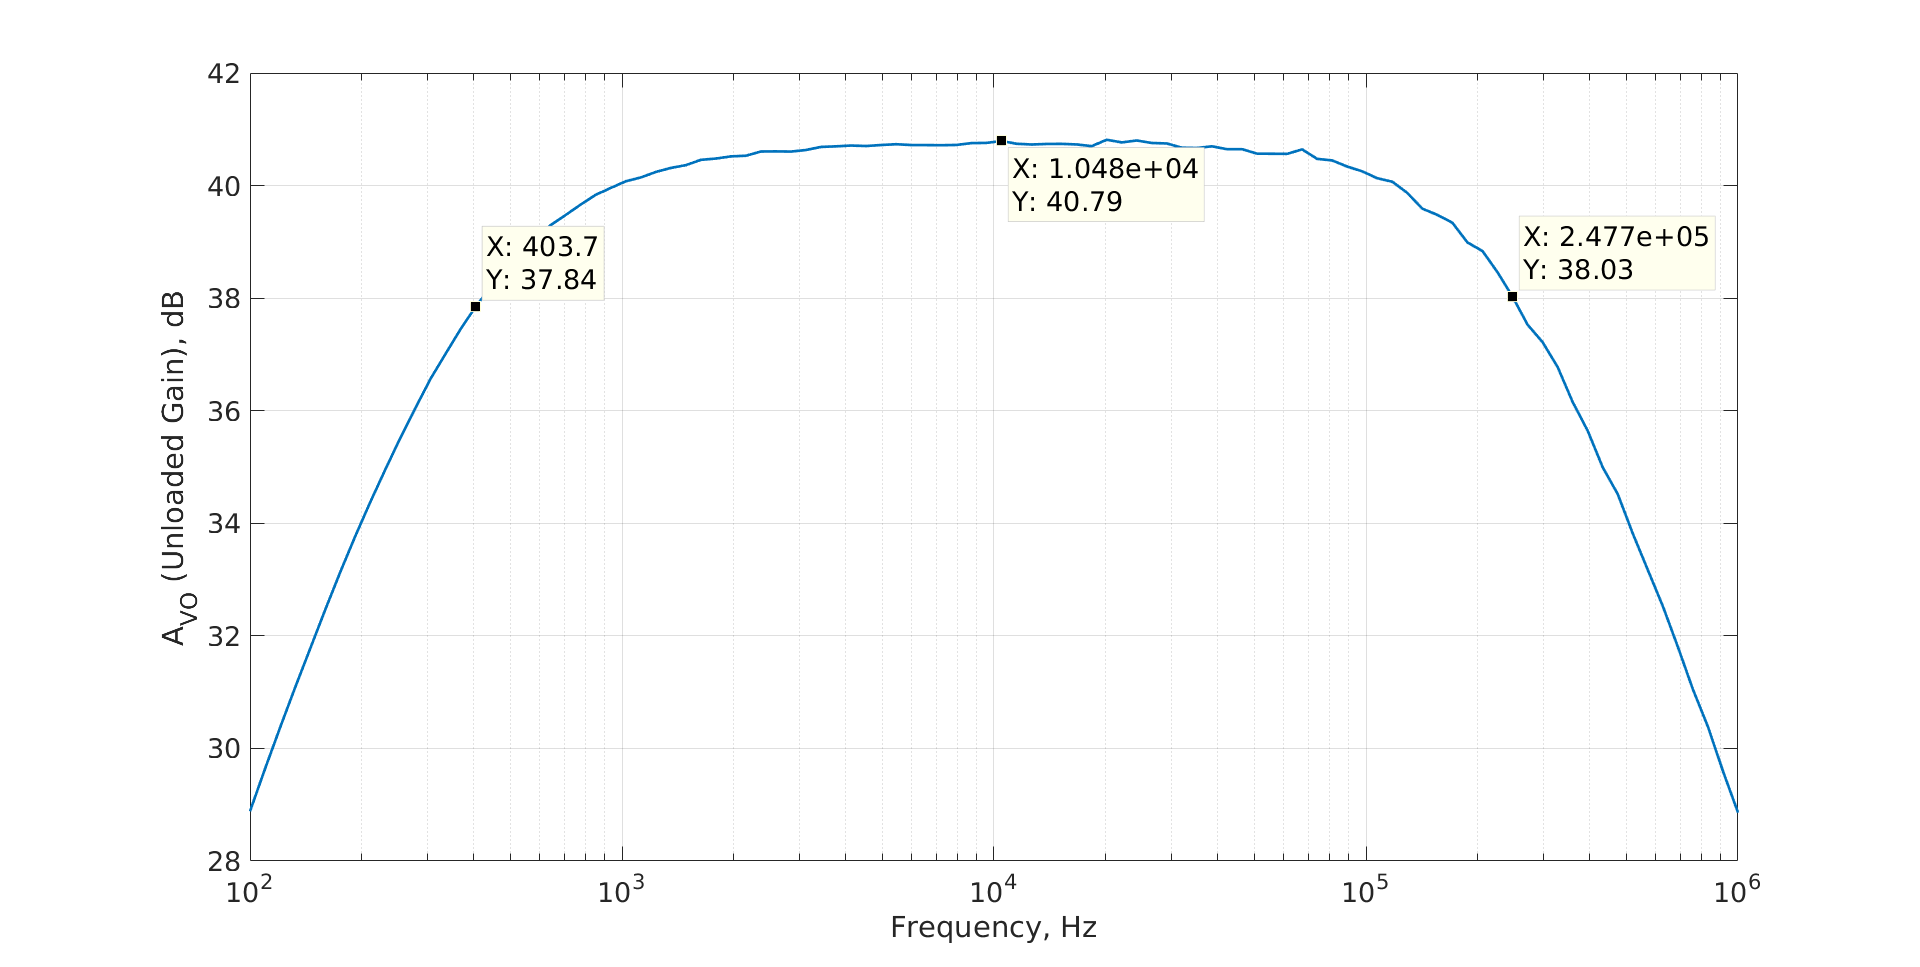 42
40
38
36
34
32
30
28
A_VO (Unloaded Gain), dB
X: 403.7
Y: 37.84
X: 1.048e+04
Y: 40.79
X: 2.477e+05
Y: 38.03
10^2 10^3 10^4 10^5 10^6
Frequency, Hz